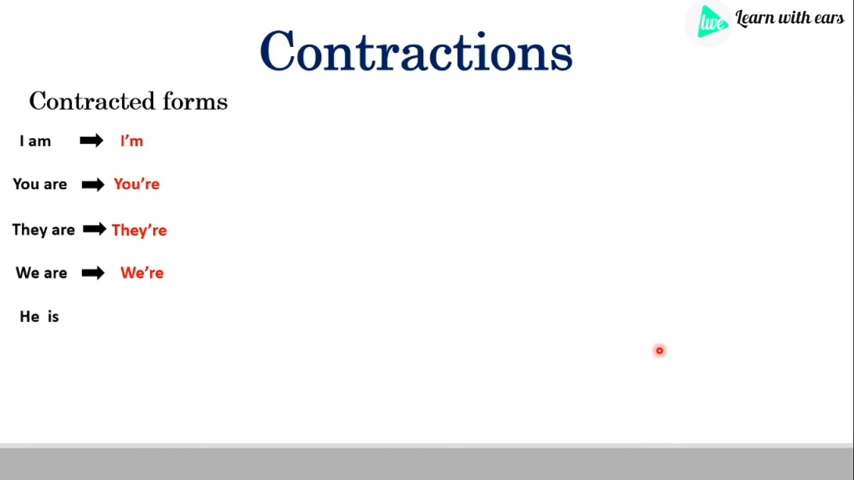 live
Learn with ears
Contractions
Contracted forms
I am I’m
You are You’re
They are They’re
We are We’re
He is